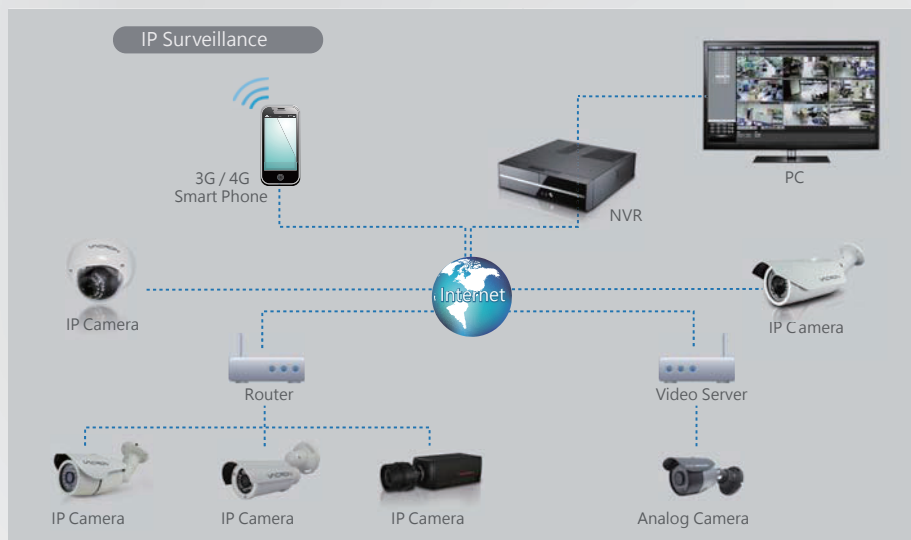 IP Surveillance
3G / 4G
Smart Phone
NVR
PC
IP Camera
Internet
IP Camera
Router
Video Server
IP Camera
IP Camera
IP Camera
Analog Camera